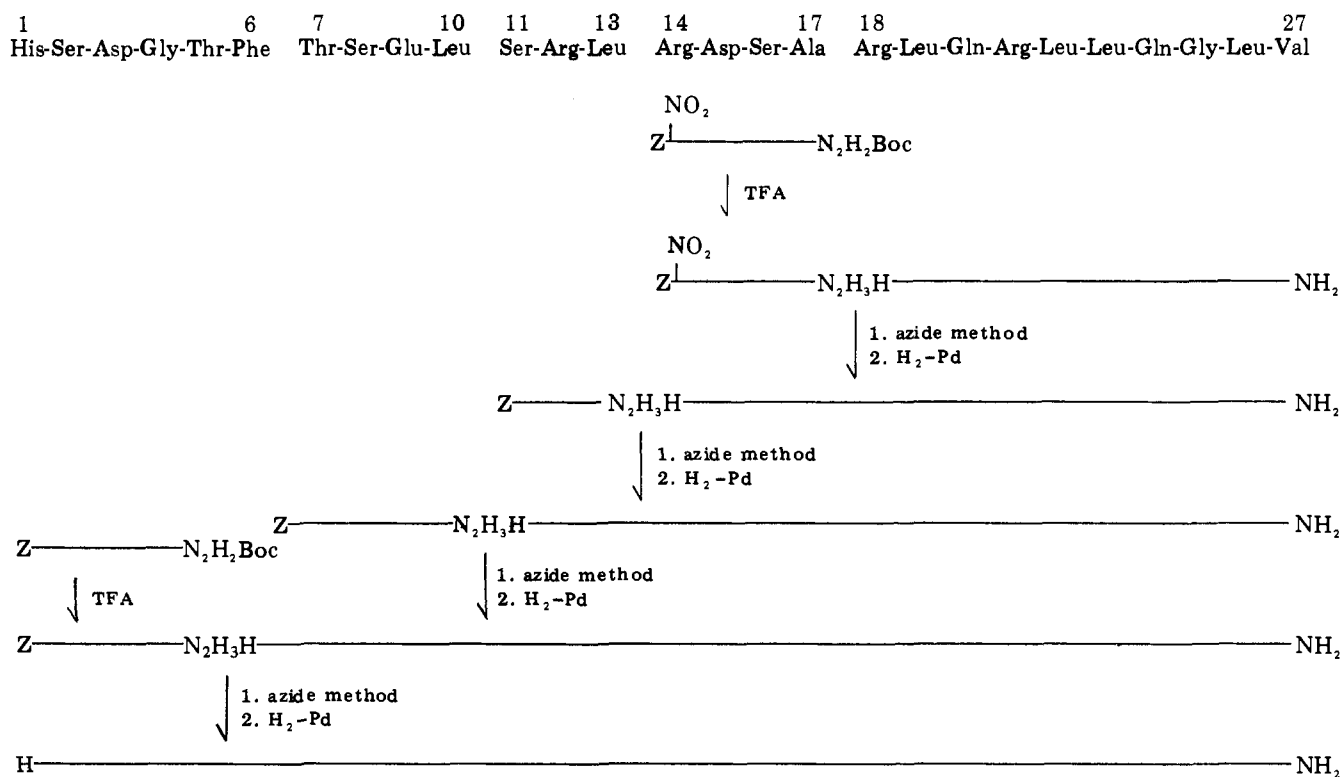 1 6 7 10 11 13 14 17 18 27
His-Ser-Asp-Gly-Thr-Phe Thr-Ser-Glu-Leu Ser-Arg-Leu Arg-Asp-Ser-Ala Arg-Leu-Gln-Arg-Leu-Leu-Gln-Gly-Leu-Val
NO₂
Z N₂H₂Boc
TFA
NO₂
Z N₂H₃H NH₂
1. azide method
2. H₂-Pd
Z N₂H₃H NH₂
1. azide method
2. H₂-Pd
Z N₂H₃H NH₂
Z N₂H₂Boc
1. azide method
2. H₂-Pd
TFA
Z N₂H₃H NH₂
1. azide method
2. H₂-Pd
H NH₂